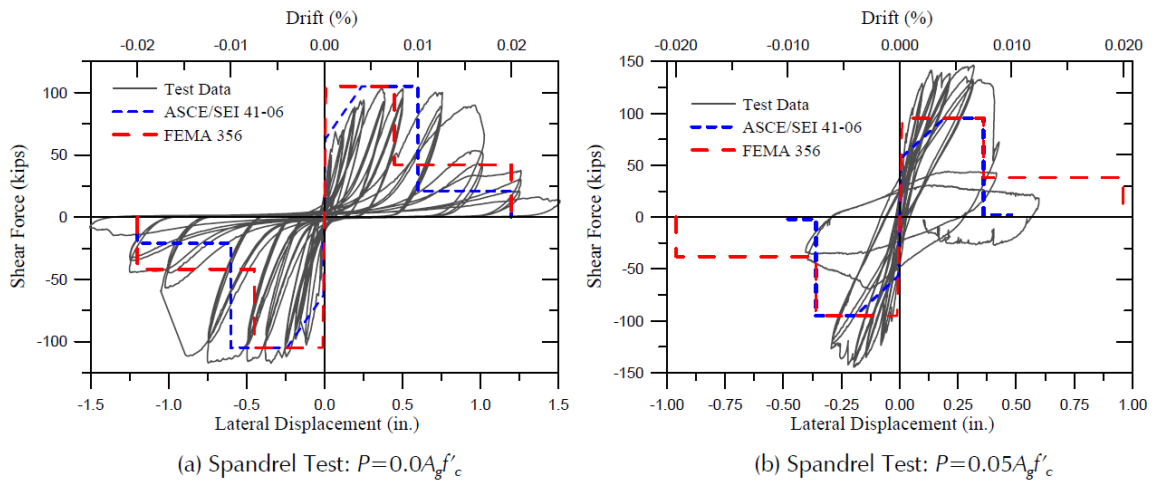 Drift (%)
-0.02 -0.01 0.00 0.01 0.02
100
50
0
-50
-100
Shear Force (kips)
Test Data
ASCE/SEI 41-06
FEMA 356
-1.5 -1.0 -0.5 0.0 0.5 1.0 1.5
Lateral Displacement (in.)
(a) Spandrel Test: P=0.0Agf′c
Drift (%)
-0.020 -0.010 0.000 0.010 0.020
150
100
50
0
-50
-100
-150
Shear Force (kips)
Test Data
ASCE/SEI 41-06
FEMA 356
-1.00 -0.75 -0.50 -0.25 0.00 0.25 0.50 0.75 1.00
Lateral Displacement (in.)
(b) Spandrel Test: P=0.05Agf′c